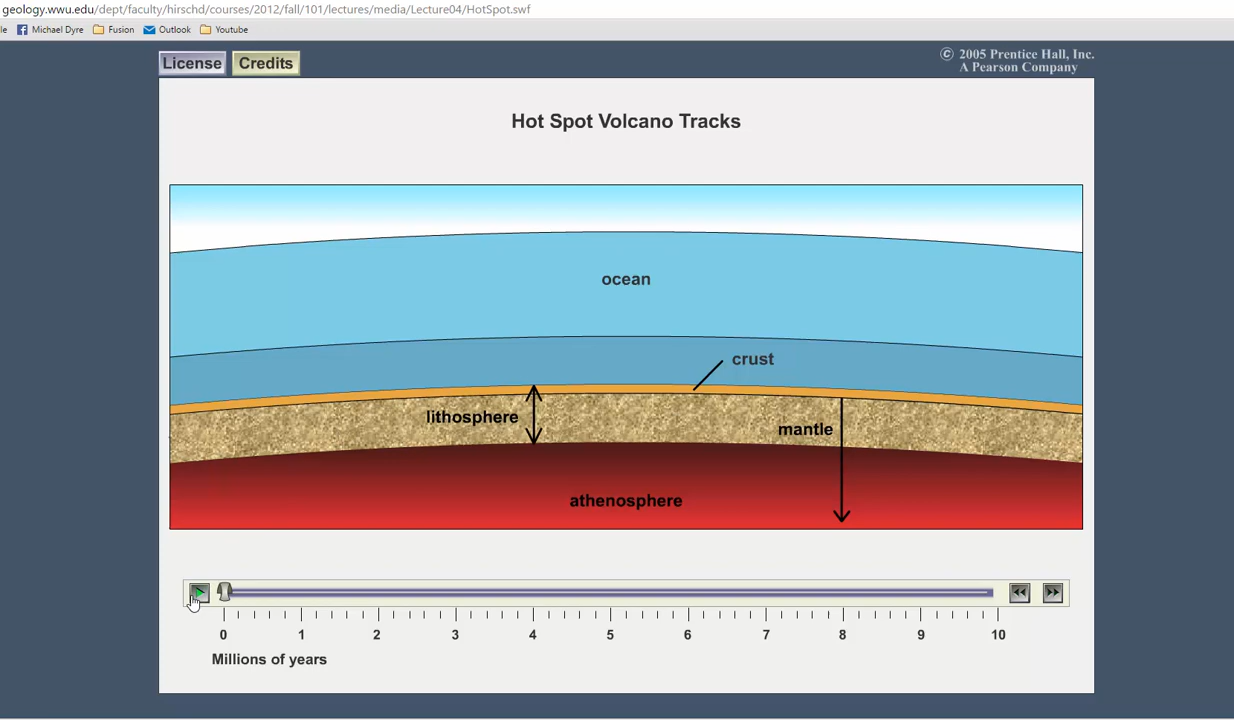 geology.wwu.edu/dept/faculty/hirschd/courses/2012/fall/101/lectures/media/Lecture04/HotSpot.swf
le Michael Dyre Fusion Outlook Youtube
License Credits
© 2005 Prentice Hall, Inc.
A Pearson Company
Hot Spot Volcano Tracks
ocean
crust
lithosphere
mantle
athenosphere
0 1 2 3 4 5 6 7 8 9 10
Millions of years